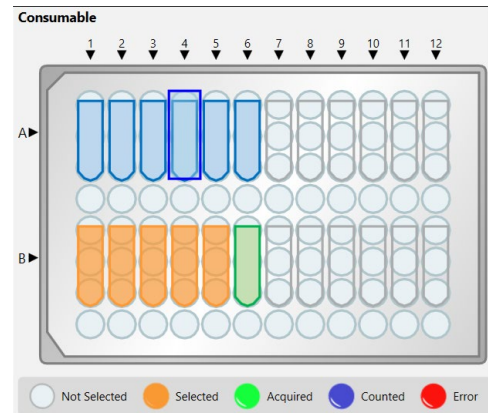 Consumable
1 2 3 4 5 6 7 8 9 10 11 12
A
B
Not Selected Selected Acquired Counted Error